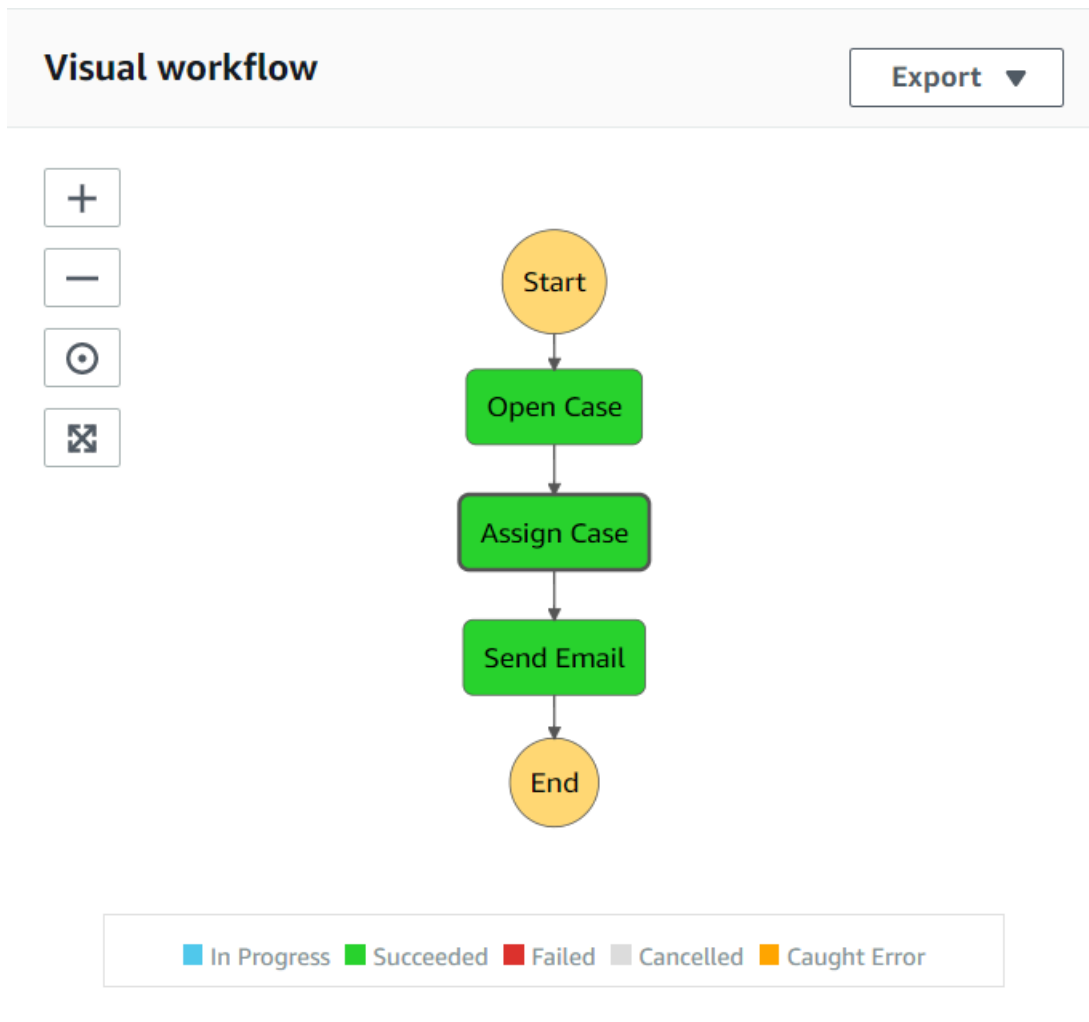 Visual workflow
Export
Start
Open Case
Assign Case
Send Email
End
In Progress Succeeded Failed Cancelled Caught Error